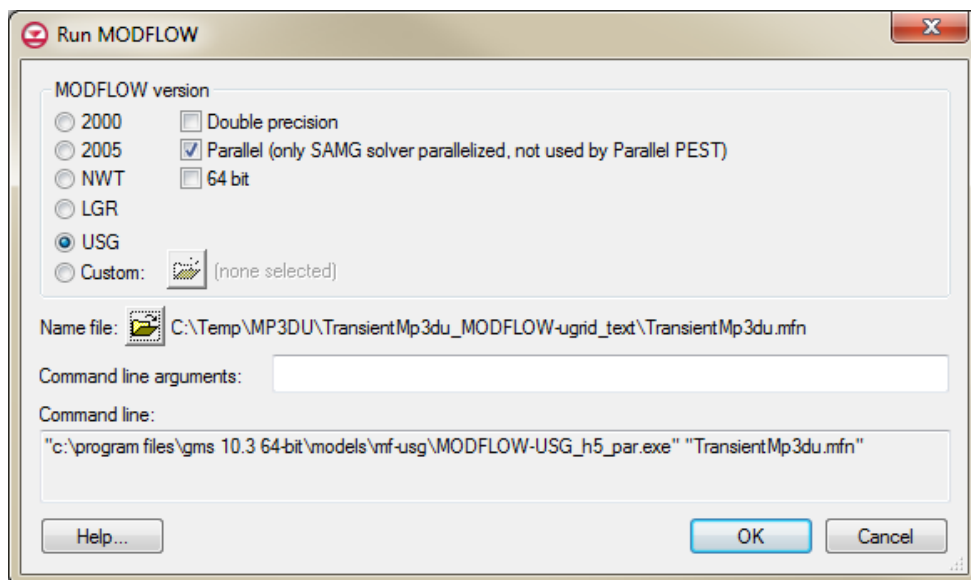 Run MODFLOW
MODFLOW version
2000
Double precision
2005
Parallel (only SAMG solver parallelized, not used by Parallel PEST)
NWT
64 bit
LGR
USG
Custom:
(none selected)
Name file:
C:\Temp\MP3DU\TransientMp3du_MODFLOW-ugrid_text\TransientMp3du.mfn
Command line arguments:
Command line:
"c:\program files\gms 10.3 64-bit\models\mf-usg\MODFLOW-USG_h5_par.exe" "TransientMp3du.mfn"
Help...
OK
Cancel